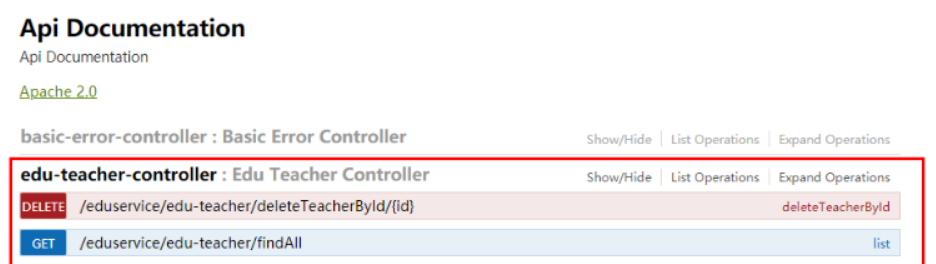 Api Documentation
Api Documentation
Apache 2.0
basic-error-controller : Basic Error Controller Show/Hide List Operations Expand Operations
edu-teacher-controller : Edu Teacher Controller Show/Hide List Operations Expand Operations
DELETE /eduservice/edu-teacher/deleteTeacherById/{id} deleteTeacherById
GET /eduservice/edu-teacher/findAll list